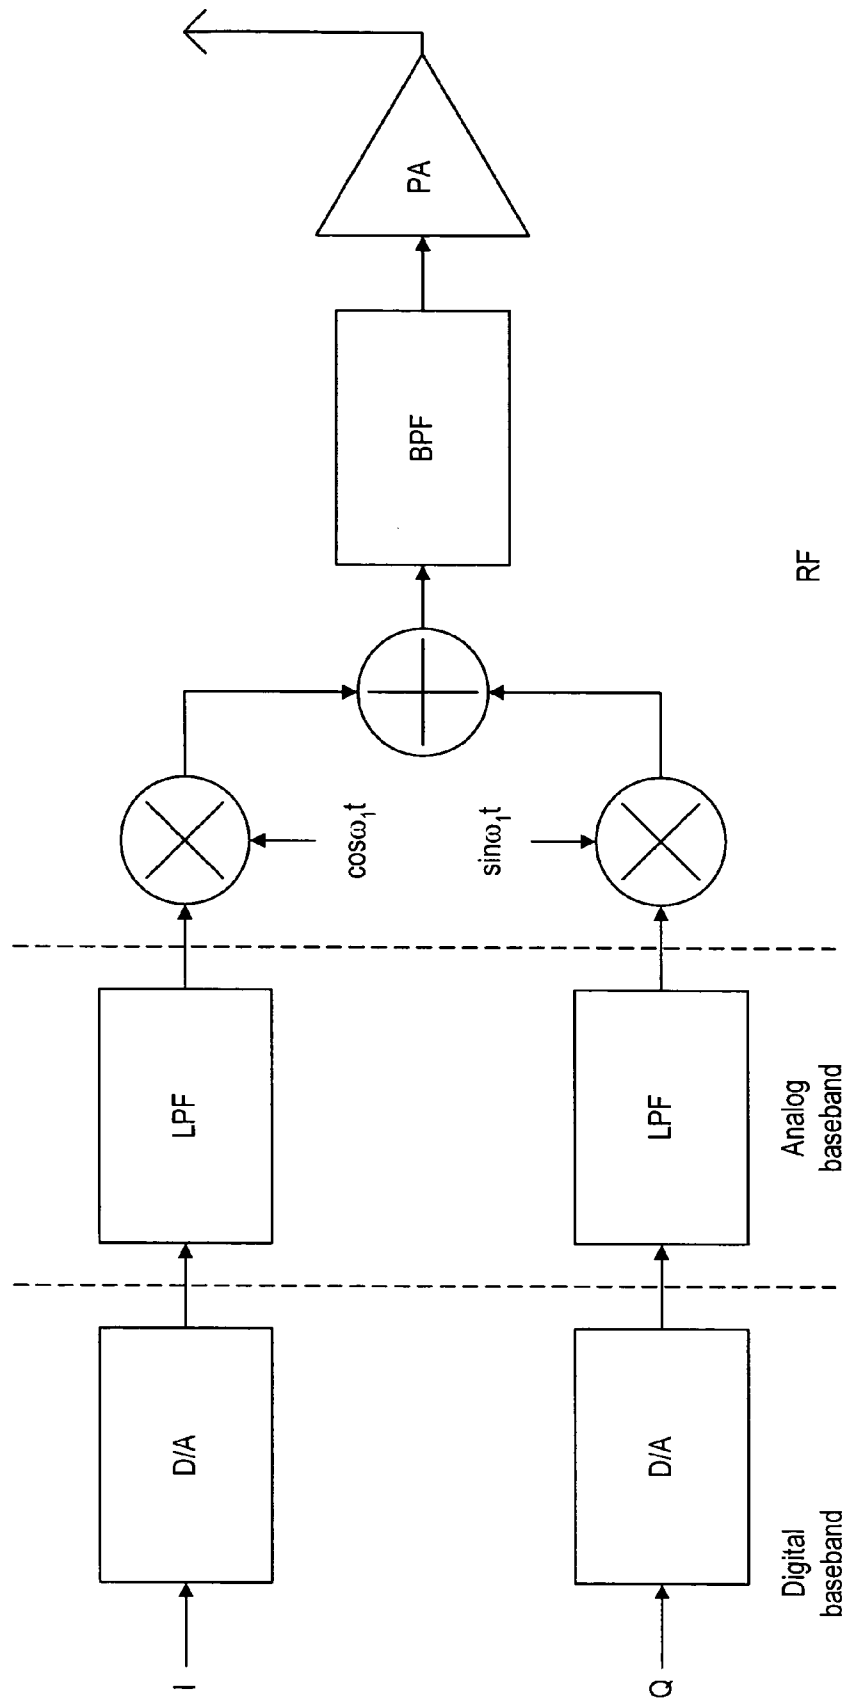 I
D/A
LPF
cosω₁t
BPF
PA
sinω₁t
Q
D/A
LPF
Digital
baseband
Analog
baseband
RF